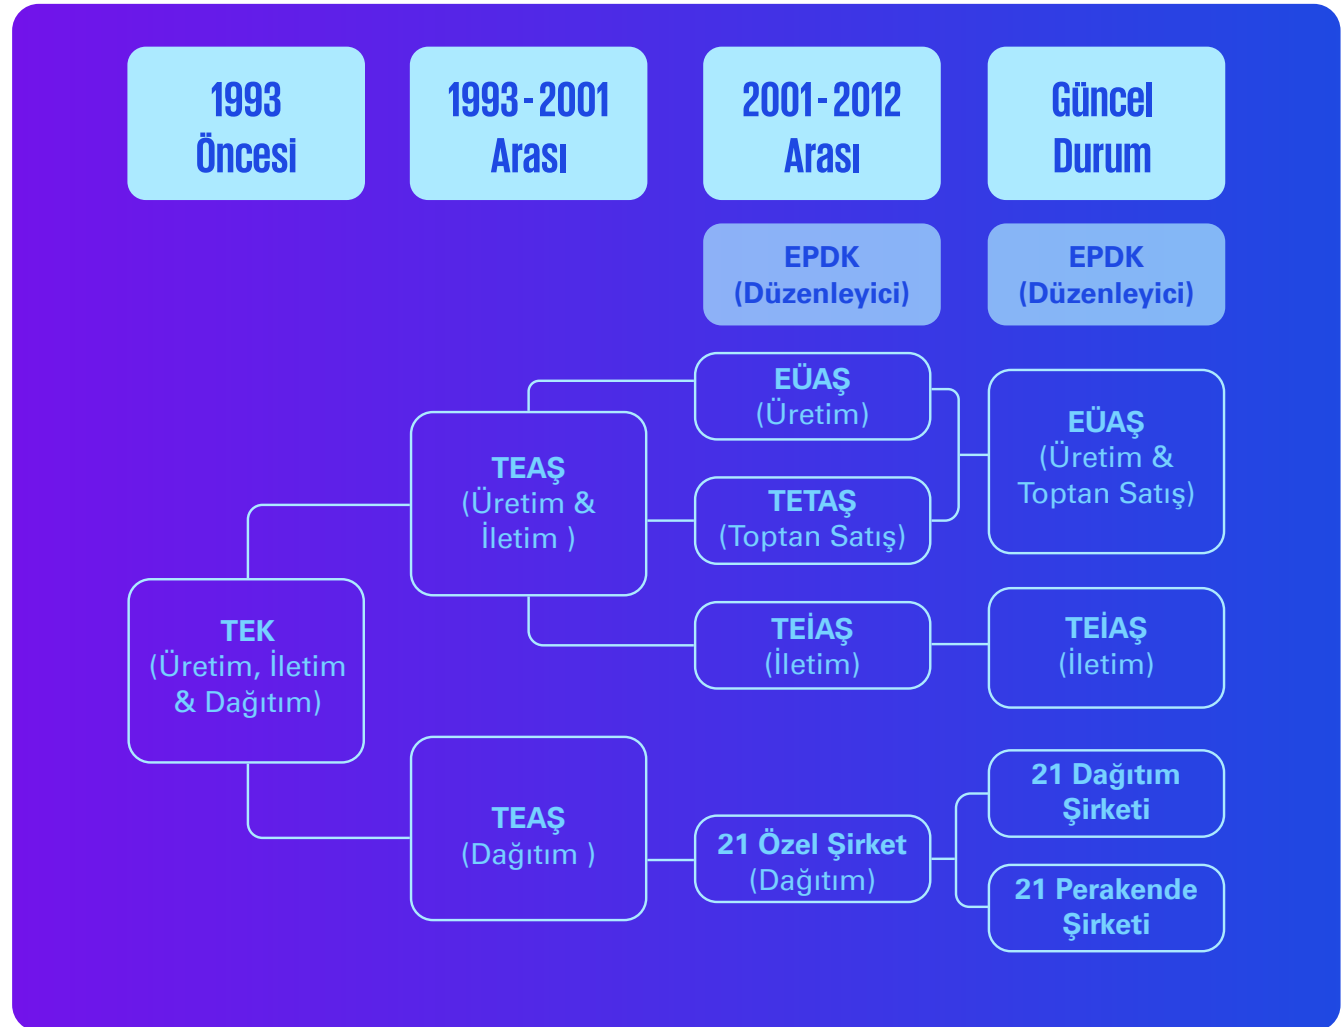 1993
Öncesi
1993 - 2001
Arası
2001 - 2012
Arası
Güncel
Durum
EPDK
(Düzenleyici)
EPDK
(Düzenleyici)
TEK
(Üretim, İletim
& Dağıtım)
TEAŞ
(Üretim &
İletim )
TEAŞ
(Dağıtım )
EÜAŞ
(Üretim)
TETAŞ
(Toptan Satış)
TEİAŞ
(İletim)
21 Özel Şirket
(Dağıtım)
EÜAŞ
(Üretim &
Toptan Satış)
TEİAŞ
(İletim)
21 Dağıtım
Şirketi
21 Perakende
Şirketi